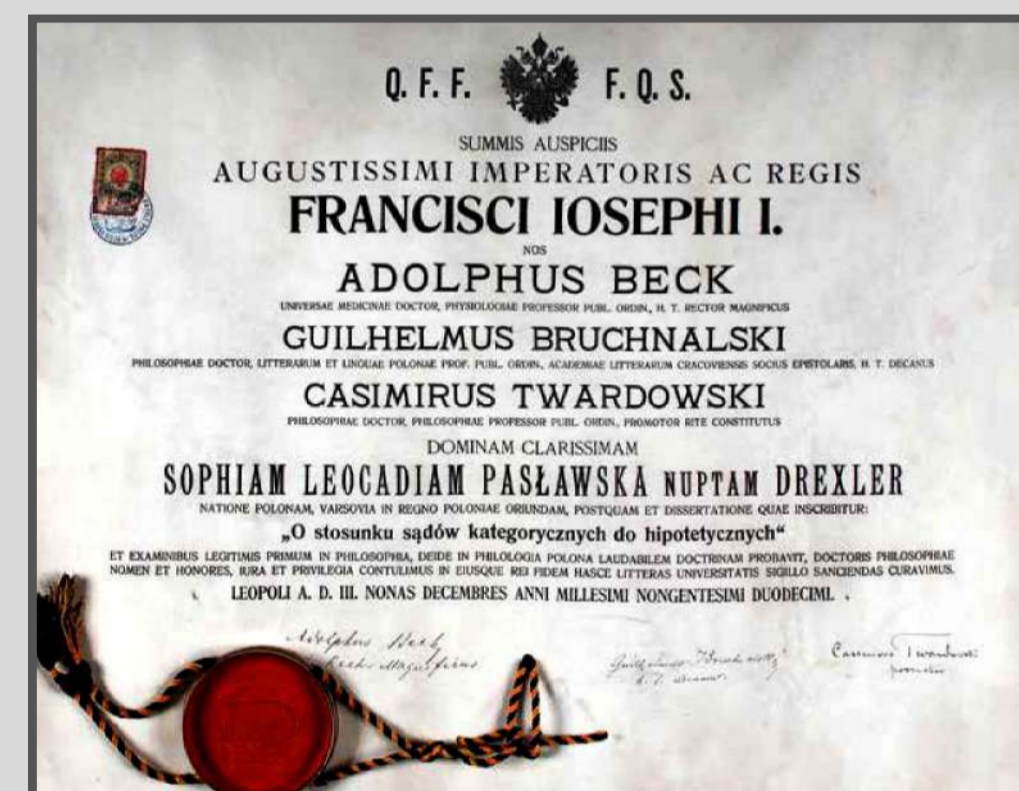 Q. F. F. F. Q. S.
SUMMIS AUSPICIIS
AUGUSTISSIMI IMPERATORIS AC REGIS
FRANCISCI IOSEPHI I.
NOS
ADOLPHUS BECK
UNIVERSAE MEDICINAE DOCTOR, PHYSIOLOGIAE PROFESSOR PUBL. ORDIN., H. T. RECTOR MAGNIFICUS
GUILHELMUS BRUCHNALSKI
PHILOSOPHIAE DOCTOR, LITTERARUM ET LINGUAE POLONAE PROF. PUBL. ORDIN., ACADEMIAE LITTERARUM CRACOVIENSIS SOCIUS EPISTOLARIS, H. T. DECANUS
CASIMIRUS TWARDOWSKI
PHILOSOPHIAE DOCTOR, PHILOSOPHIAE PROFESSOR PUBL. ORDIN., PROMOTOR RITE CONSTITUTUS
DOMINAM CLARISSIMAM
SOPHIAM LEOCADIAM PASŁAWSKA NUPTAM DREXLER
NATIONE POLONAM, VARSOVIA IN REGNO POLONIAE ORIUNDAM, POSTQUAM ET DISSERTATIONE QUAE INSCRIBITUR:
„O stosunku sądów kategorycznych do hipotetycznych“
ET EXAMINIBUS LEGITIMIS PRIMUM IN PHILOSOPHIA, DEIDE IN PHILOLOGIA POLONA LAUDABILEM DOCTRINAM PROBAVIT, DOCTORIS PHILOSOPHIAE
NOMEN ET HONORES, IURA ET PRIVILEGIA CONTULIMUS IN EIUSQUE REI FIDEM HASCE LITTERAS UNIVERSITATIS SIGILLO SANCIENDAS CURAVIMUS.
LEOPOLI A. D. III. NONAS DECEMBRES ANNI MILLESIMI NONGENTESIMI DUODECIMI.
Adolphus Beck
Rector Magnificus